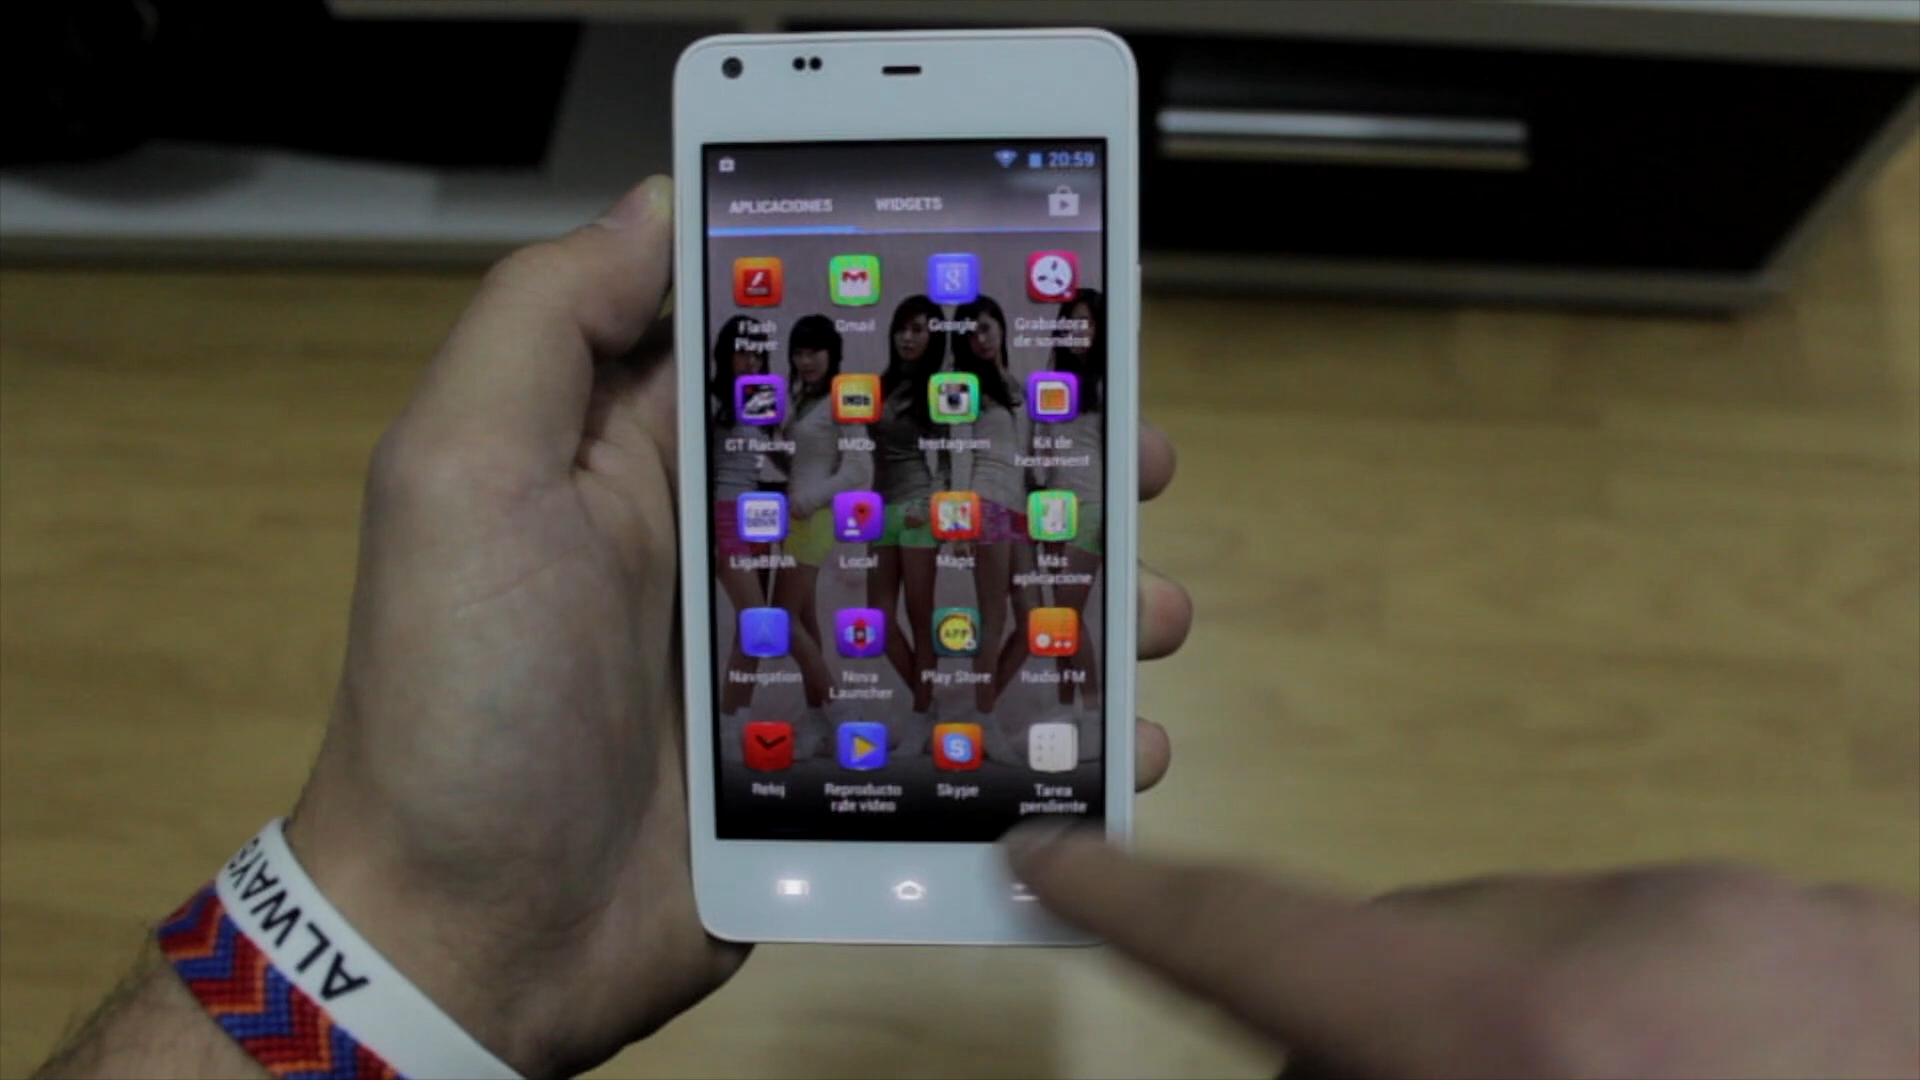 20:59
APLICACIONES WIDGETS
Flash
Player
Gmail
Google
Grabadora
de sonidos
GT Racing
2
IMDb
Instagram
Kit de
herramient
LigaBBVA
Local
Maps
Más
aplicacione
Navigation
Nova
Launcher
APP
Play Store
Radio FM
Reloj
Reproducto
r de vídeo
Skype
Tarea
pendiente
ALWAYS